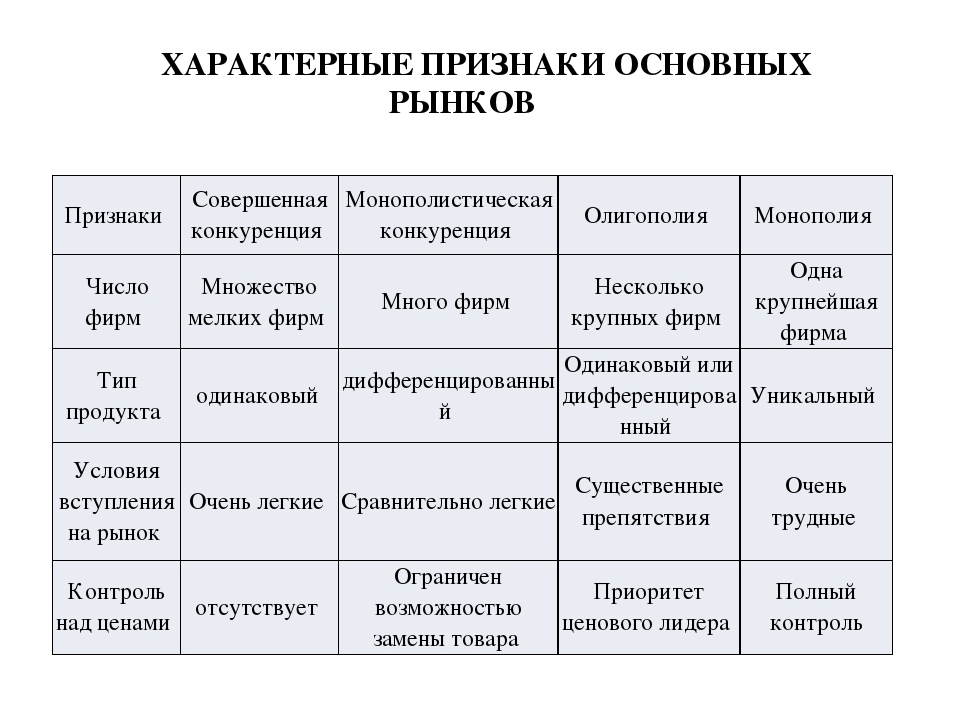 ХАРАКТЕРНЫЕ ПРИЗНАКИ ОСНОВНЫХ
РЫНКОВ
Признаки
Совершенная
конкуренция
Монополистическая
конкуренция
Олигополия
Монополия
Число
фирм
Множество
мелких фирм
Много фирм
Несколько
крупных фирм
Одна
крупнейшая
фирма
Тип
продукта
одинаковый
дифференцированны
й
Одинаковый или
дифференцирова
нный
Уникальный
Условия
вступления
на рынок
Очень легкие
Сравнительно легкие
Существенные
препятствия
Очень
трудные
Контроль
над ценами
отсутствует
Ограничен
возможностью
замены товара
Приоритет
ценового лидера
Полный
контроль